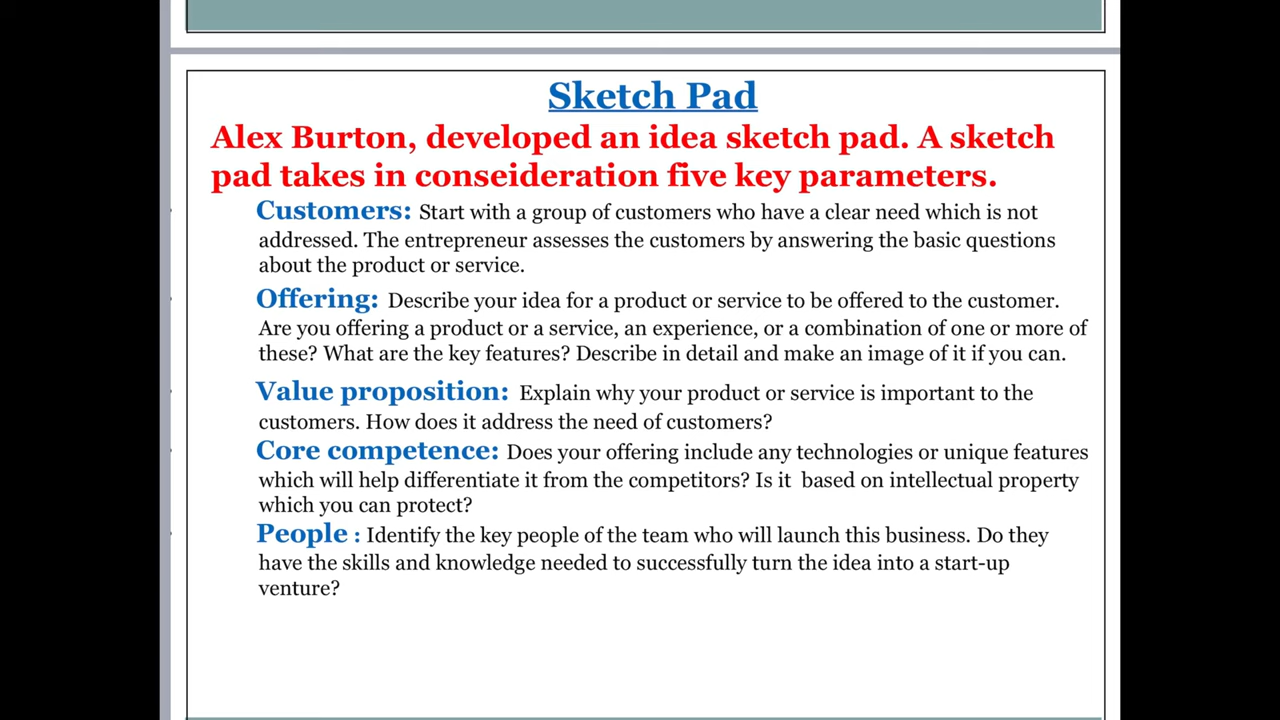 Sketch Pad
Alex Burton, developed an idea sketch pad. A sketch
pad takes in conseideration five key parameters.
Customers: Start with a group of customers who have a clear need which is not
addressed. The entrepreneur assesses the customers by answering the basic questions
about the product or service.
Offering: Describe your idea for a product or service to be offered to the customer.
Are you offering a product or a service, an experience, or a combination of one or more of
these? What are the key features? Describe in detail and make an image of it if you can.
Value proposition: Explain why your product or service is important to the
customers. How does it address the need of customers?
Core competence: Does your offering include any technologies or unique features
which will help differentiate it from the competitors? Is it based on intellectual property
which you can protect?
People : Identify the key people of the team who will launch this business. Do they
have the skills and knowledge needed to successfully turn the idea into a start-up
venture?